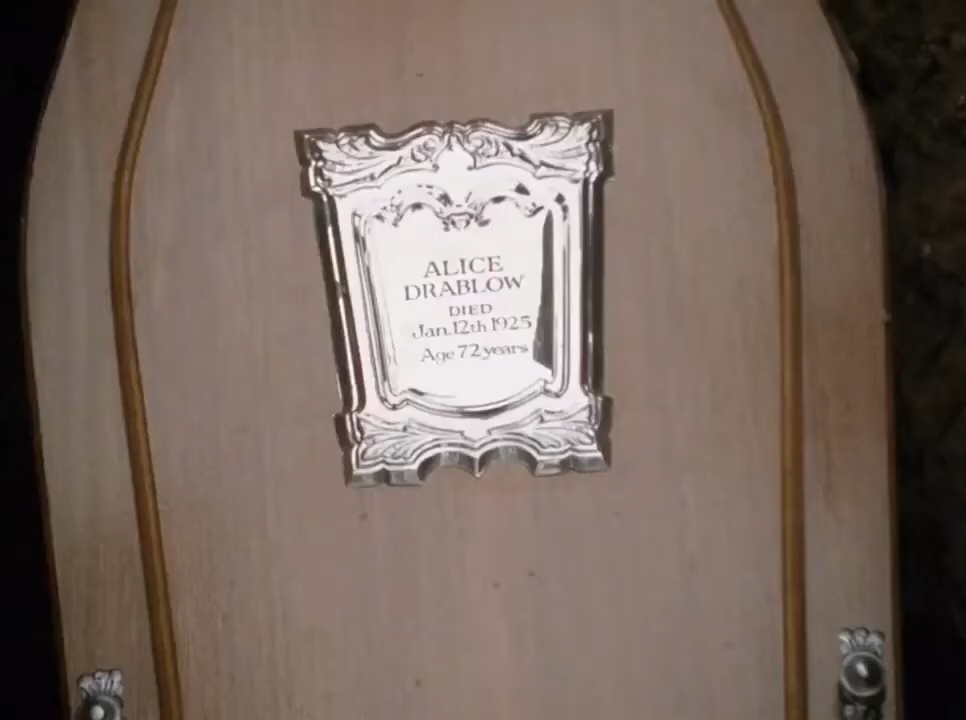 ALICE
DRABLOW
DIED
Jan. 12th 1925
Age 72 years